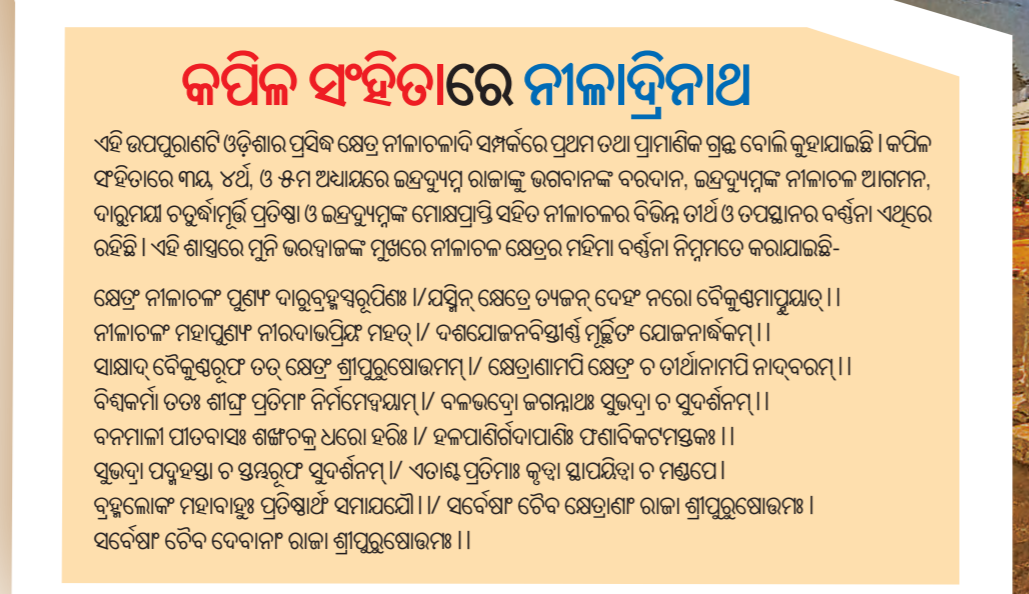 କପିଳ ସଂହିତାରେ ନୀଳାଦ୍ରିନାଥ
ଏହି ଉପପୁରାଣଟି ଓଡ଼ିଶାର ପ୍ରସିଦ୍ଧ କ୍ଷେତ୍ର ନୀଳାଚଳାଦି ସମ୍ପର୍କରେ ପ୍ରଥମ ତଥା ପ୍ରାମାଣିକ ଗ୍ରନ୍ଥ ବୋଲି କୁହାଯାଇଛି । କପିଳ
ସଂହିତାରେ ୩ୟ, ୪ର୍ଥ, ଓ ୫ମ ଅଧ୍ୟାୟରେ ଇନ୍ଦ୍ରଦ୍ୟୁମ୍ନ ରାଜାଙ୍କୁ ଭଗବାନଙ୍କ ବରଦାନ, ଇନ୍ଦ୍ରଦ୍ୟୁମ୍ନଙ୍କ ନୀଳାଚଳ ଆଗମନ,
ଦାରୁମୟୀ ଚତୁର୍ଦ୍ଧାମୂର୍ତ୍ତି ପ୍ରତିଷ୍ଠା ଓ ଇନ୍ଦ୍ରଦ୍ୟୁମ୍ନଙ୍କ ମୋକ୍ଷପ୍ରାପ୍ତି ସହିତ ନୀଳାଚଳର ବିଭିନ୍ନ ତୀର୍ଥ ଓ ତପସ୍ଥାନର ବର୍ଣ୍ଣନା ଏଥିରେ
ରହିଛି । ଏହି ଶାସ୍ତ୍ରରେ ମୁନି ଭରଦ୍ୱାଜଙ୍କ ମୁଖରେ ନୀଳାଚଳ କ୍ଷେତ୍ରର ମହିମା ବର୍ଣ୍ଣନା ନିମ୍ନମତେ କରାଯାଇଛି-
କ୍ଷେତ୍ରଂ ନୀଳାଚଳଂ ପୁଣ୍ୟଂ ଦାରୁବ୍ରହ୍ମସ୍ୱରୂପିଣଃ ।/ଯସ୍ମିନ୍ କ୍ଷେତ୍ରେ ତ୍ୟଜନ୍ ଦେହଂ ନରୋ ବୈକୁଣ୍ଠମାପ୍ନୁୟାତ୍ ।।
ନୀଳାଚଳଂ ମହାପୁଣ୍ୟଂ ନୀରଦାଭପ୍ରିୟଂ ମହତ୍ ।/ ଦଶଯୋଜନବିସ୍ତୀର୍ଣ୍ଣ ମୂର୍ଚ୍ଛିତଂ ଯୋଜନାର୍ଦ୍ଧକମ୍ ।।
ସାକ୍ଷାଦ୍ ବୈକୁଣ୍ଠରୂପଂ ତତ୍ କ୍ଷେତ୍ରଂ ଶ୍ରୀପୁରୁଷୋତ୍ତମମ୍ ।/ କ୍ଷେତ୍ରାଣାମପି କ୍ଷେତ୍ରଂ ଚ ତୀର୍ଥାନାମପି ନାଦ୍‌ବରମ୍ ।।
ବିଶ୍ୱକର୍ମା ତତଃ ଶୀଘ୍ରଂ ପ୍ରତିମାଂ ନିର୍ମମେଦ୍ୱୟାମ୍ ।/ ବଳଭଦ୍ରୋ ଜଗନ୍ନାଥଃ ସୁଭଦ୍ରା ଚ ସୁଦର୍ଶନମ୍ ।।
ବନମାଳୀ ପୀତବାସଃ ଶଙ୍ଖଚକ୍ର ଧରୋ ହରିଃ ।/ ହଳପାଣିର୍ଗଦାପାଣିଃ ଫଣାବିକଟମସ୍ତକଃ ।।
ସୁଭଦ୍ରା ପଦ୍ମହସ୍ତା ଚ ସ୍ତମ୍ଭରୂପଂ ସୁଦର୍ଶନମ୍ ।/ ଏତାଶ୍ଚ ପ୍ରତିମାଃ କୃତ୍ୱା ସ୍ଥାପୟିତ୍ୱା ଚ ମଣ୍ଡପେ ।
ବ୍ରହ୍ମଲୋକଂ ମହାବାହୁଃ ପ୍ରତିଷ୍ଠାର୍ଥଂ ସମାଯଯୌ ।।/ ସର୍ବେଷାଂ ଚୈବ କ୍ଷେତ୍ରାଣାଂ ରାଜା ଶ୍ରୀପୁରୁଷୋତ୍ତମଃ ।
ସର୍ବେଷାଂ ଚୈବ ଦେବାନାଂ ରାଜା ଶ୍ରୀପୁରୁଷୋତ୍ତମଃ ।।